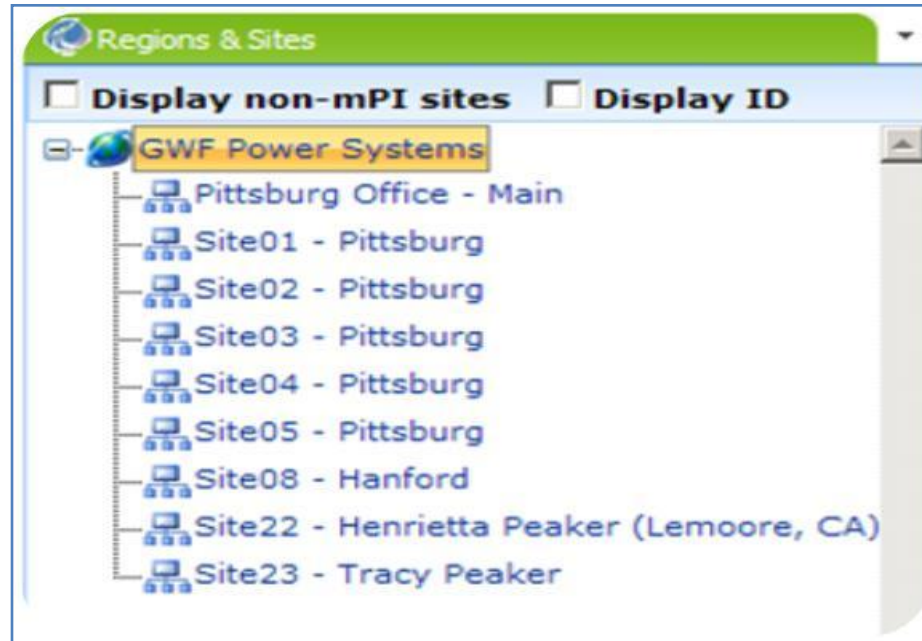 Regions & Sites
Display non-mPI sites Display ID
GWF Power Systems
Pittsburg Office - Main
Site01 - Pittsburg
Site02 - Pittsburg
Site03 - Pittsburg
Site04 - Pittsburg
Site05 - Pittsburg
Site08 - Hanford
Site22 - Henrietta Peaker (Lemoore, CA)
Site23 - Tracy Peaker